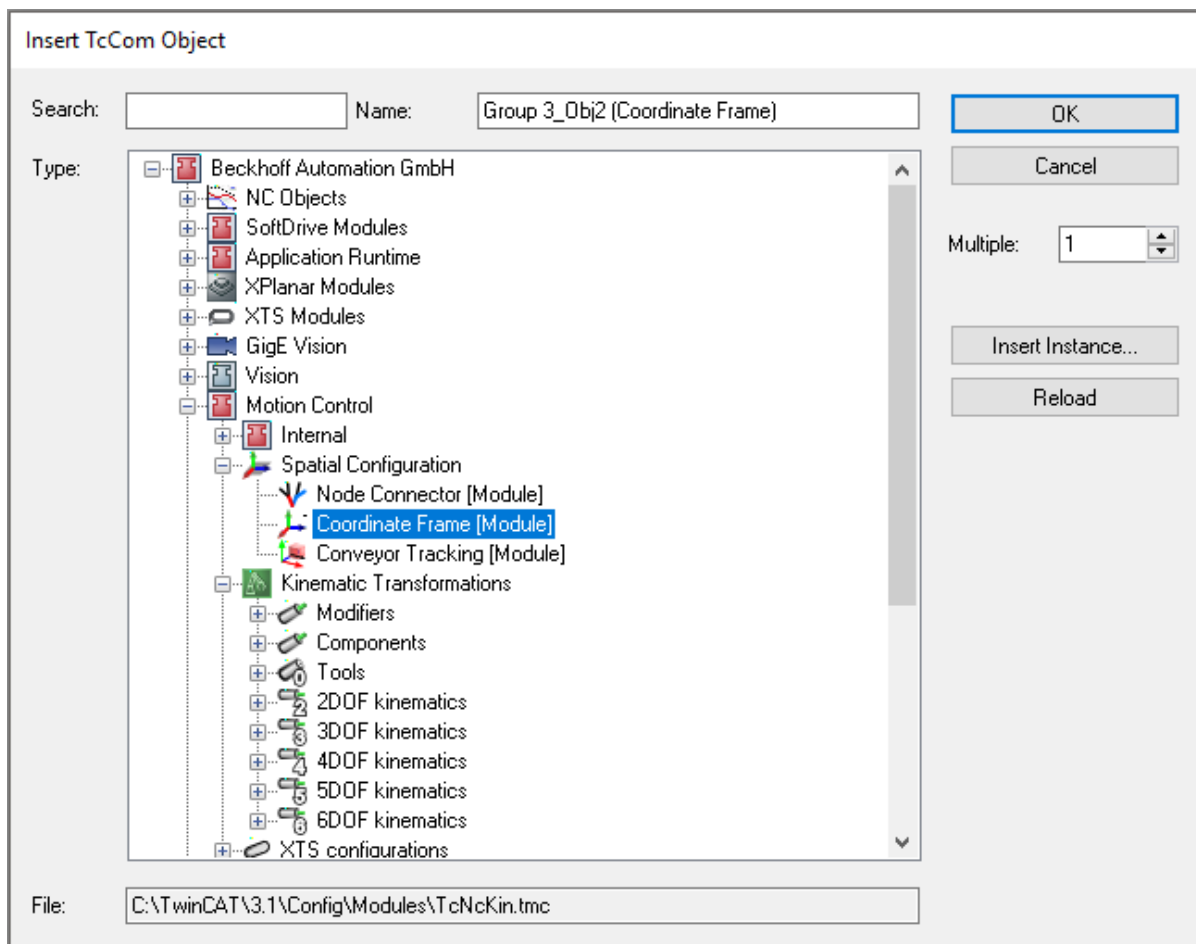 Insert TcCom Object
Search:
Name:
Group 3_Obj2 (Coordinate Frame)
OK
Type:
Beckhoff Automation GmbH
Cancel
NC Objects
SoftDrive Modules
Multiple:
1
Application Runtime
XPlanar Modules
XTS Modules
GigE Vision
Insert Instance...
Vision
Reload
Motion Control
Internal
Spatial Configuration
Node Connector [Module]
Coordinate Frame [Module]
Conveyor Tracking [Module]
Kinematic Transformations
Modifiers
Components
Tools
2DOF kinematics
3DOF kinematics
4DOF kinematics
5DOF kinematics
6DOF kinematics
XTS configurations
File:
C:\TwinCAT\3.1\Config\Modules\TcNcKin.tmc